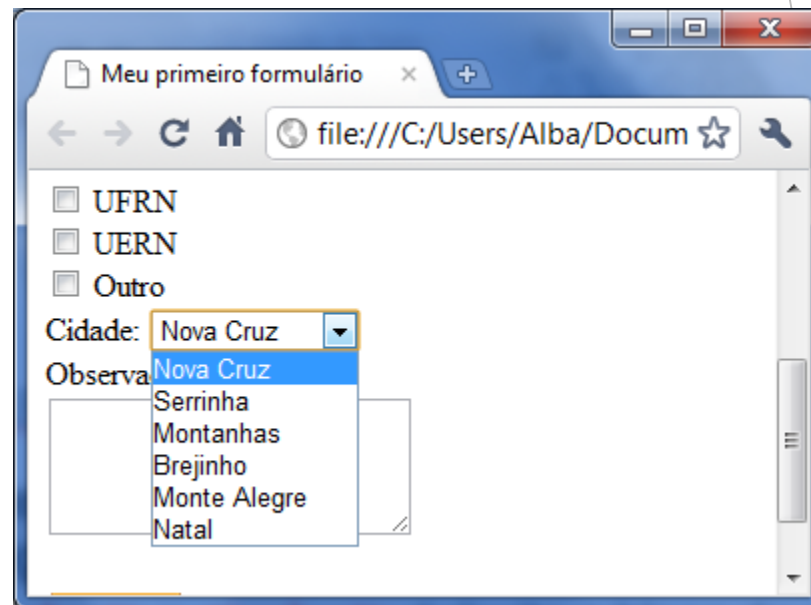 Meu primeiro formulário
file:///C:/Users/Alba/Docum
UFRN
UERN
Outro
Cidade: Nova Cruz
Observa
Nova Cruz
Serrinha
Montanhas
Brejinho
Monte Alegre
Natal